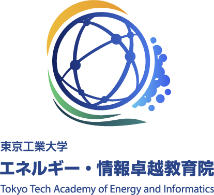 東京工業大学
エネルギー・情報卓越教育院
Tokyo Tech Academy of Energy and Informatics